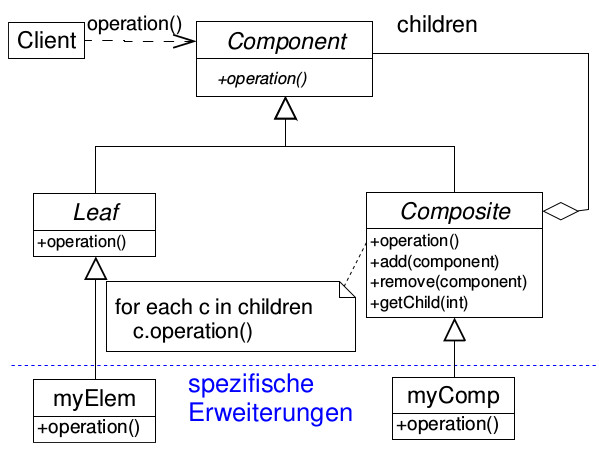 operation()
children
Client
Component
+operation()
Leaf
+operation()
Composite
+operation()
+add(component)
+remove(component)
+getChild(int)
for each c in children
c.operation()
spezifische
Erweiterungen
myElem
+operation()
myComp
+operation()